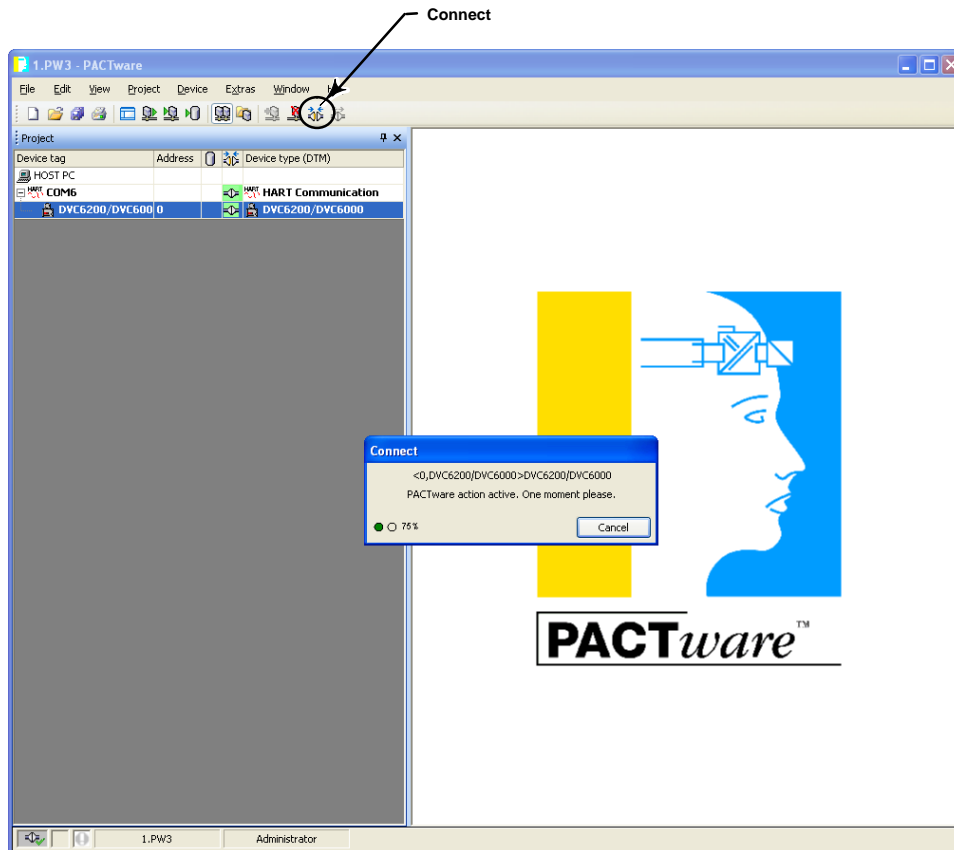 Connect
1.PW3 - PACTware
File Edit View Project Device Extras Window
Project
Device tag Address Device type (DTM)
HOST PC
HART COM6 HART HART Communication
DVC6200/DVC600 0 DVC6200/DVC6000
Connect
<0,DVC6200/DVC6000>DVC6200/DVC6000
PACTware action active. One moment please.
75% Cancel
PACTware™
1.PW3 Administrator